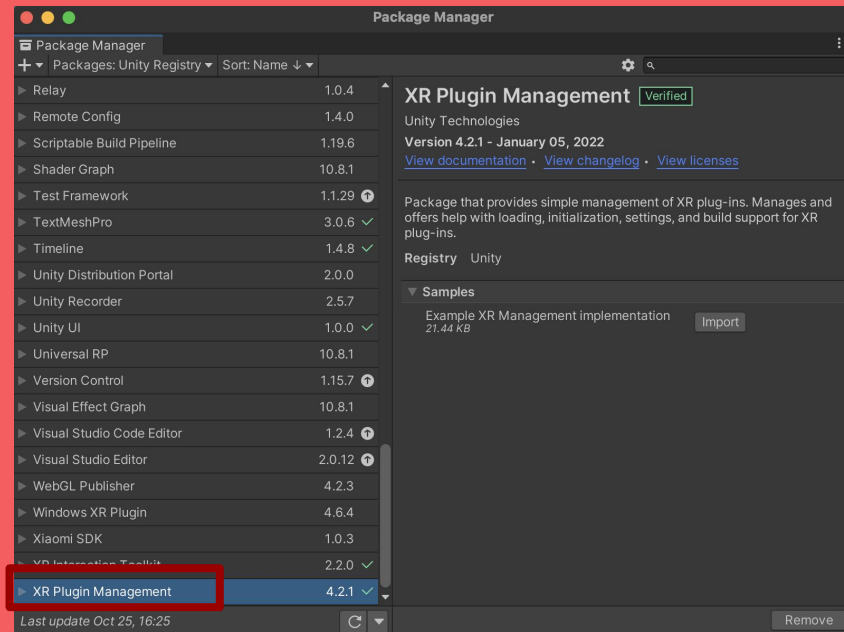 Package Manager
Package Manager
Packages: Unity Registry Sort: Name ↓
Relay 1.0.4
Remote Config 1.4.0
Scriptable Build Pipeline 1.19.6
Shader Graph 10.8.1
Test Framework 1.1.29
TextMeshPro 3.0.6
Timeline 1.4.8
Unity Distribution Portal 2.0.0
Unity Recorder 2.5.7
Unity UI 1.0.0
Universal RP 10.8.1
Version Control 1.15.7
Visual Effect Graph 10.8.1
Visual Studio Code Editor 1.2.4
Visual Studio Editor 2.0.12
WebGL Publisher 4.2.3
Windows XR Plugin 4.6.4
Xiaomi SDK 1.0.3
XR Interaction Toolkit 2.2.0
XR Plugin Management 4.2.1
Last update Oct 25, 16:25
XR Plugin Management Verified
Unity Technologies
Version 4.2.1 - January 05, 2022
View documentation • View changelog • View licenses
Package that provides simple management of XR plug-ins. Manages and
offers help with loading, initialization, settings, and build support for XR
plug-ins.
Registry Unity
Samples
Example XR Management implementation Import
21.44 KB
Remove